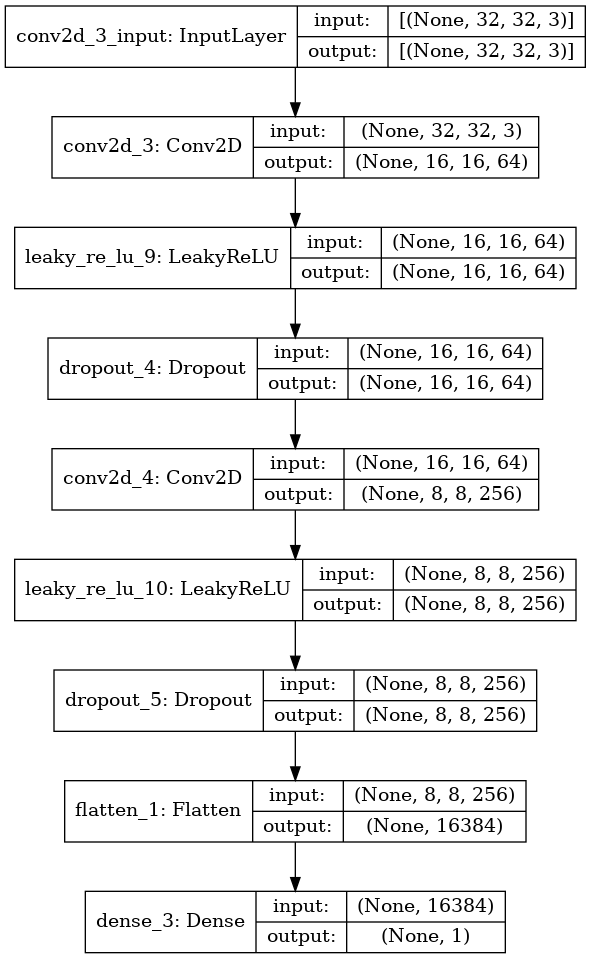 conv2d_3_input: InputLayer
input:
[(None, 32, 32, 3)]
output:
[(None, 32, 32, 3)]
conv2d_3: Conv2D
input:
(None, 32, 32, 3)
output:
(None, 16, 16, 64)
leaky_re_lu_9: LeakyReLU
input:
(None, 16, 16, 64)
output:
(None, 16, 16, 64)
dropout_4: Dropout
input:
(None, 16, 16, 64)
output:
(None, 16, 16, 64)
conv2d_4: Conv2D
input:
(None, 16, 16, 64)
output:
(None, 8, 8, 256)
leaky_re_lu_10: LeakyReLU
input:
(None, 8, 8, 256)
output:
(None, 8, 8, 256)
dropout_5: Dropout
input:
(None, 8, 8, 256)
output:
(None, 8, 8, 256)
flatten_1: Flatten
input:
(None, 8, 8, 256)
output:
(None, 16384)
dense_3: Dense
input:
(None, 16384)
output:
(None, 1)